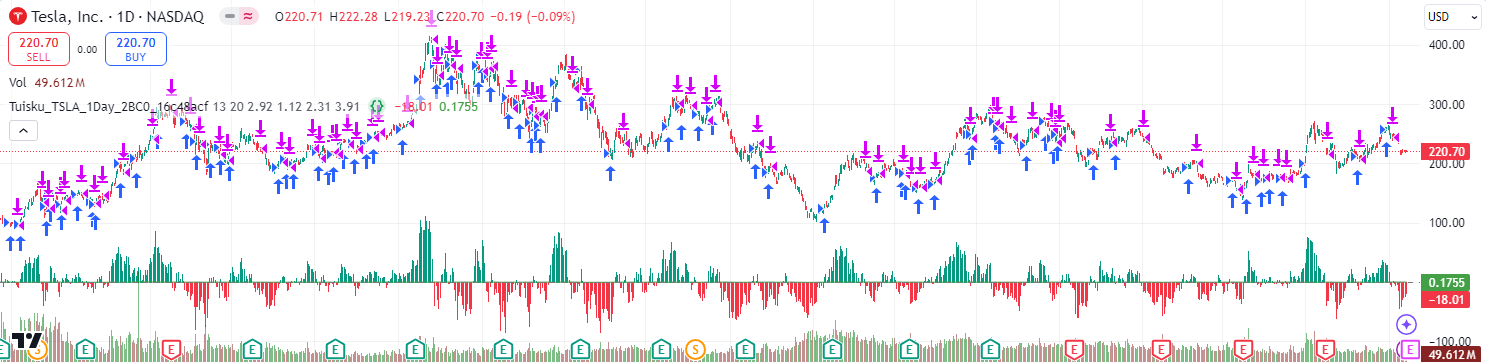 Tesla, Inc. · 1D · NASDAQ O220.71 H222.28 L219.23 C220.70 −0.19 (−0.09%)
USD
220.70 SELL
0.00
220.70 BUY
400.00
Vol 49.612 M
Tuisku_TSLA_1Day_2BC0_16c48acf 13 20 2.92 1.12 2.31 3.91 {} −18.01 0.1755
300.00
220.70
200.00
100.00
0.1755
−18.01
−100.00
E S E E E E E E E E S E E E E E E E E E
49.612 M